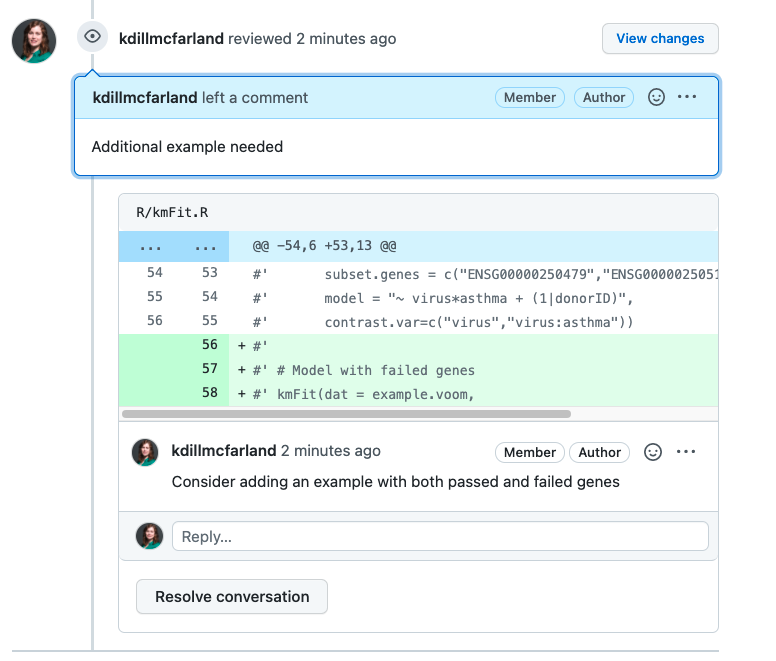 kdillmcfarland reviewed 2 minutes ago View changes
kdillmcfarland left a comment Member Author ...
Additional example needed
R/kmFit.R
... ... @@ -54,6 +53,13 @@
54 53 #' subset.genes = c("ENSG00000250479","ENSG0000025051
55 54 #' model = "~ virus*asthma + (1|donorID)",
56 55 #' contrast.var=c("virus","virus:asthma"))
56 + #'
57 + #' # Model with failed genes
58 + #' kmFit(dat = example.voom,
kdillmcfarland 2 minutes ago Member Author ...
Consider adding an example with both passed and failed genes
Reply...
Resolve conversation